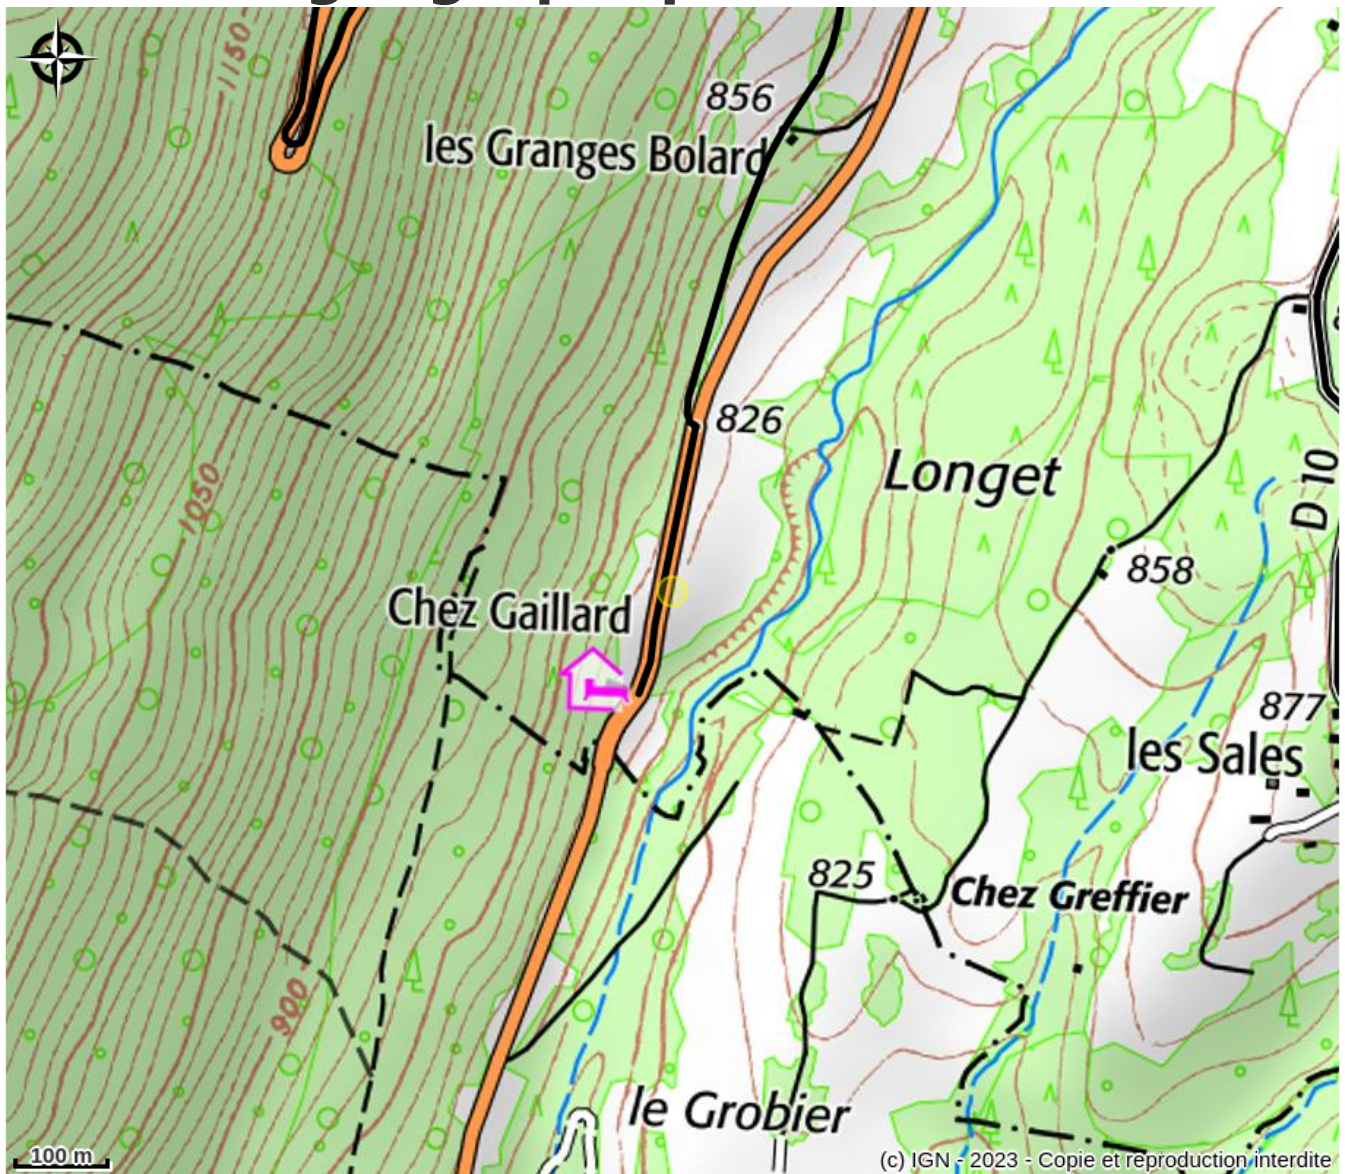 1150
856
les Granges Bolard
826
Longet
1050
D 10
858
Chez Gaillard
877
les Sales
825
Chez Greffier
900
le Grobier
100 m
(c) IGN - 2023 - Copie et reproduction interdite